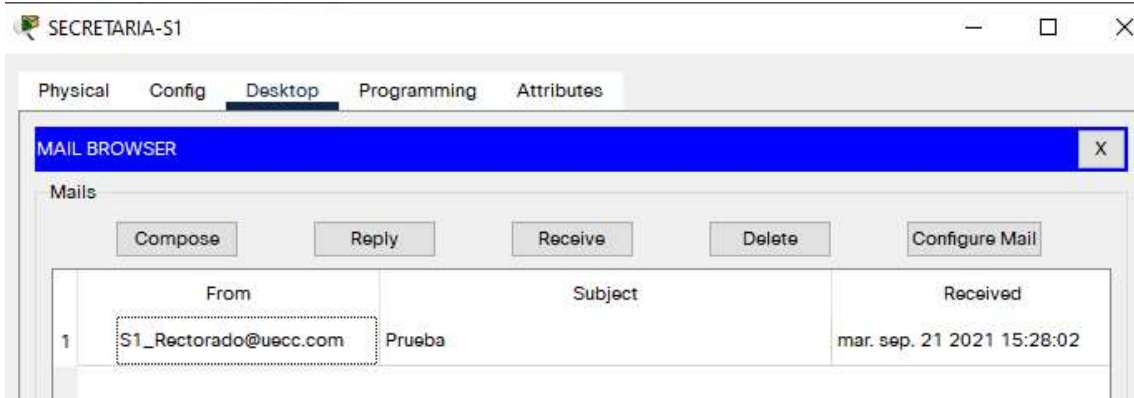 SECRETARIA-S1
Physical Config Desktop Programming Attributes
MAIL BROWSER X
Mails
Compose Reply Receive Delete Configure Mail
From Subject Received
1 S1_Rectorado@uecc.com Prueba mar. sep. 21 2021 15:28:02